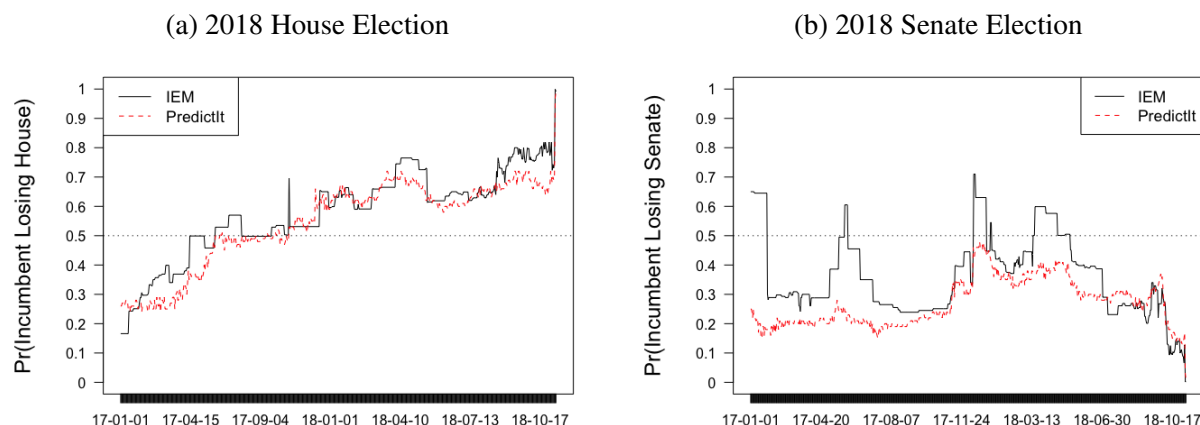 (a) 2018 House Election
Pr(Incumbent Losing House)
1
0.9
0.8
0.7
0.6
0.5
0.4
0.3
0.2
0.1
0
IEM
PredictIt
17-01-01 17-04-15 17-09-04 18-01-01 18-04-10 18-07-13 18-10-17
(b) 2018 Senate Election
Pr(Incumbent Losing Senate)
1
0.9
0.8
0.7
0.6
0.5
0.4
0.3
0.2
0.1
0
IEM
PredictIt
17-01-01 17-04-20 17-08-07 17-11-24 18-03-13 18-06-30 18-10-17